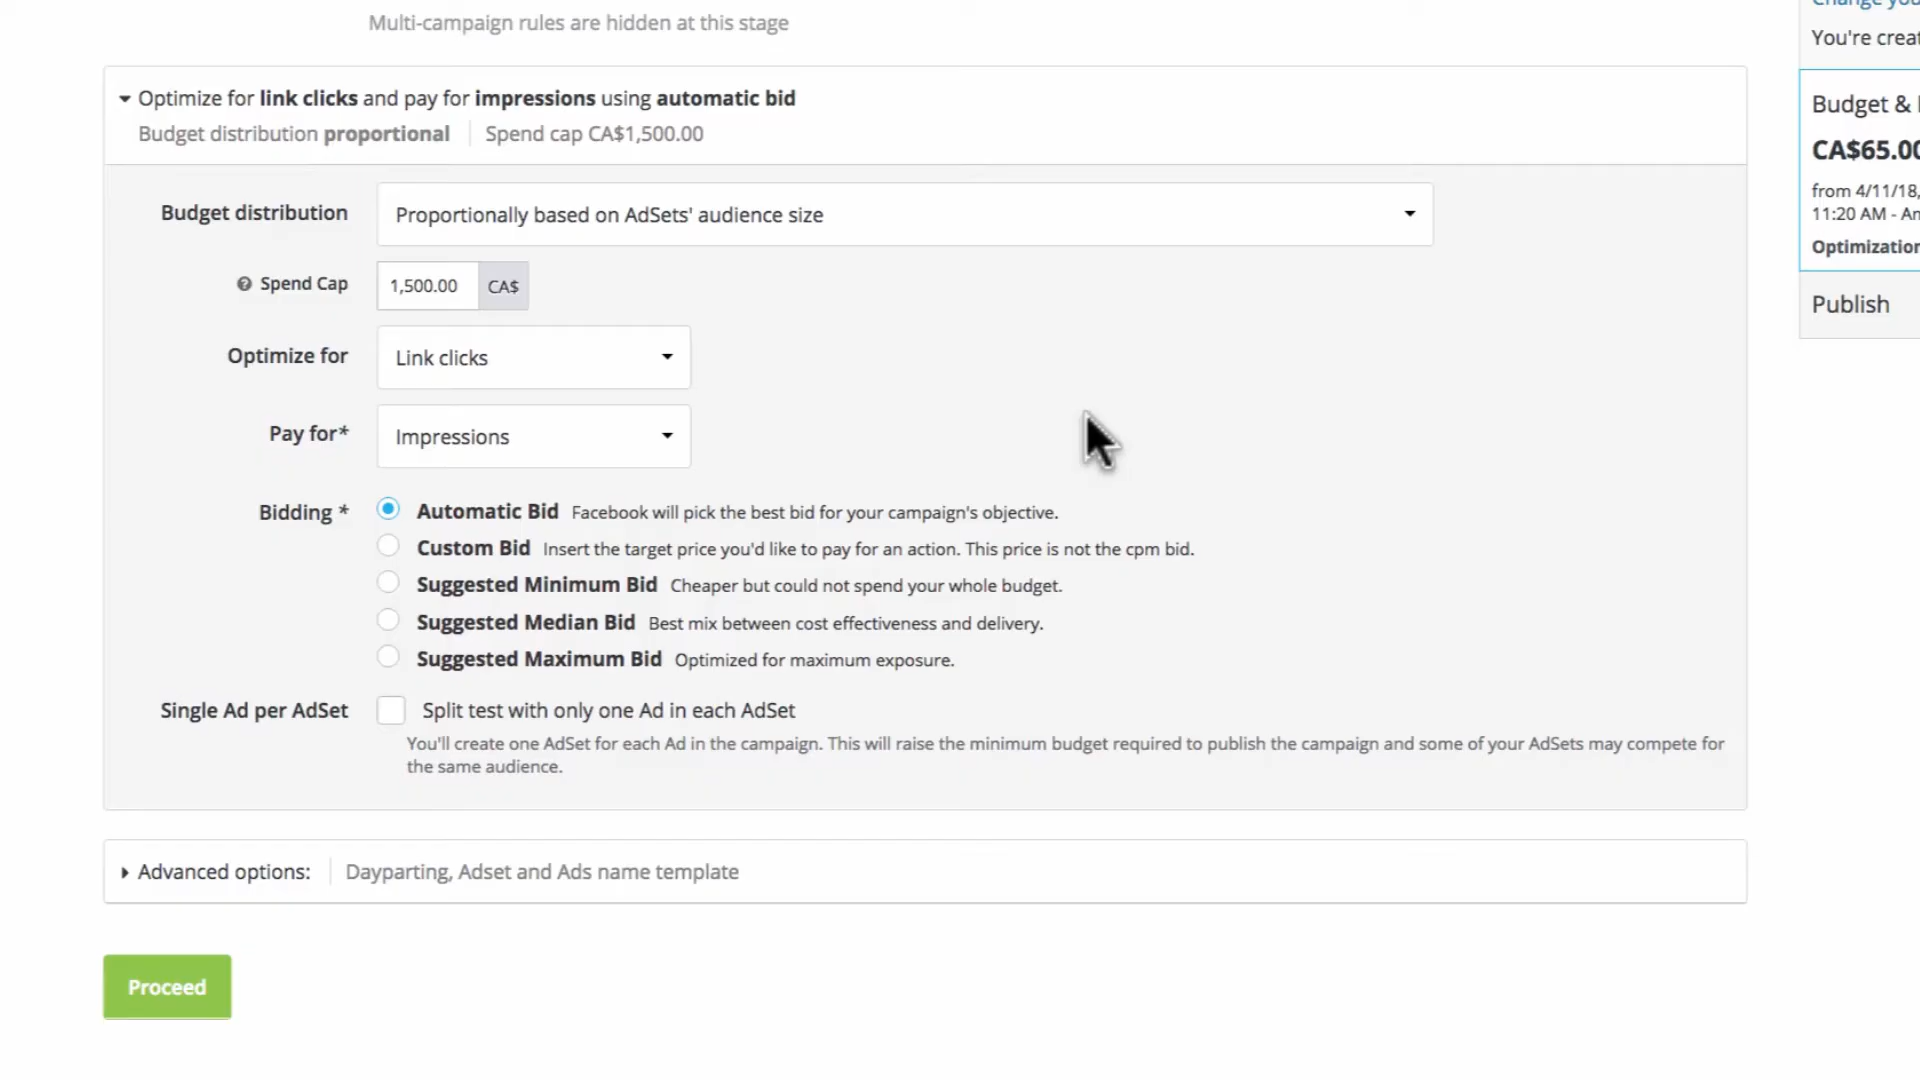 Multi-campaign rules are hidden at this stage
Optimize for link clicks and pay for impressions using automatic bid
Budget distribution proportional Spend cap CA$1,500.00
Budget distribution Proportionally based on AdSets' audience size
Spend Cap 1,500.00 CA$
Optimize for Link clicks
Pay for* Impressions
Bidding * Automatic Bid Facebook will pick the best bid for your campaign's objective.
Custom Bid Insert the target price you'd like to pay for an action. This price is not the cpm bid.
Suggested Minimum Bid Cheaper but could not spend your whole budget.
Suggested Median Bid Best mix between cost effectiveness and delivery.
Suggested Maximum Bid Optimized for maximum exposure.
Single Ad per AdSet Split test with only one Ad in each AdSet
You'll create one AdSet for each Ad in the campaign. This will raise the minimum budget required to publish the campaign and some of your AdSets may compete for
the same audience.
Advanced options: Dayparting, Adset and Ads name template
Proceed
Change you
You're crea
Budget &
CA$65.00
from 4/11/18,
11:20 AM - Am
Optimization
Publish